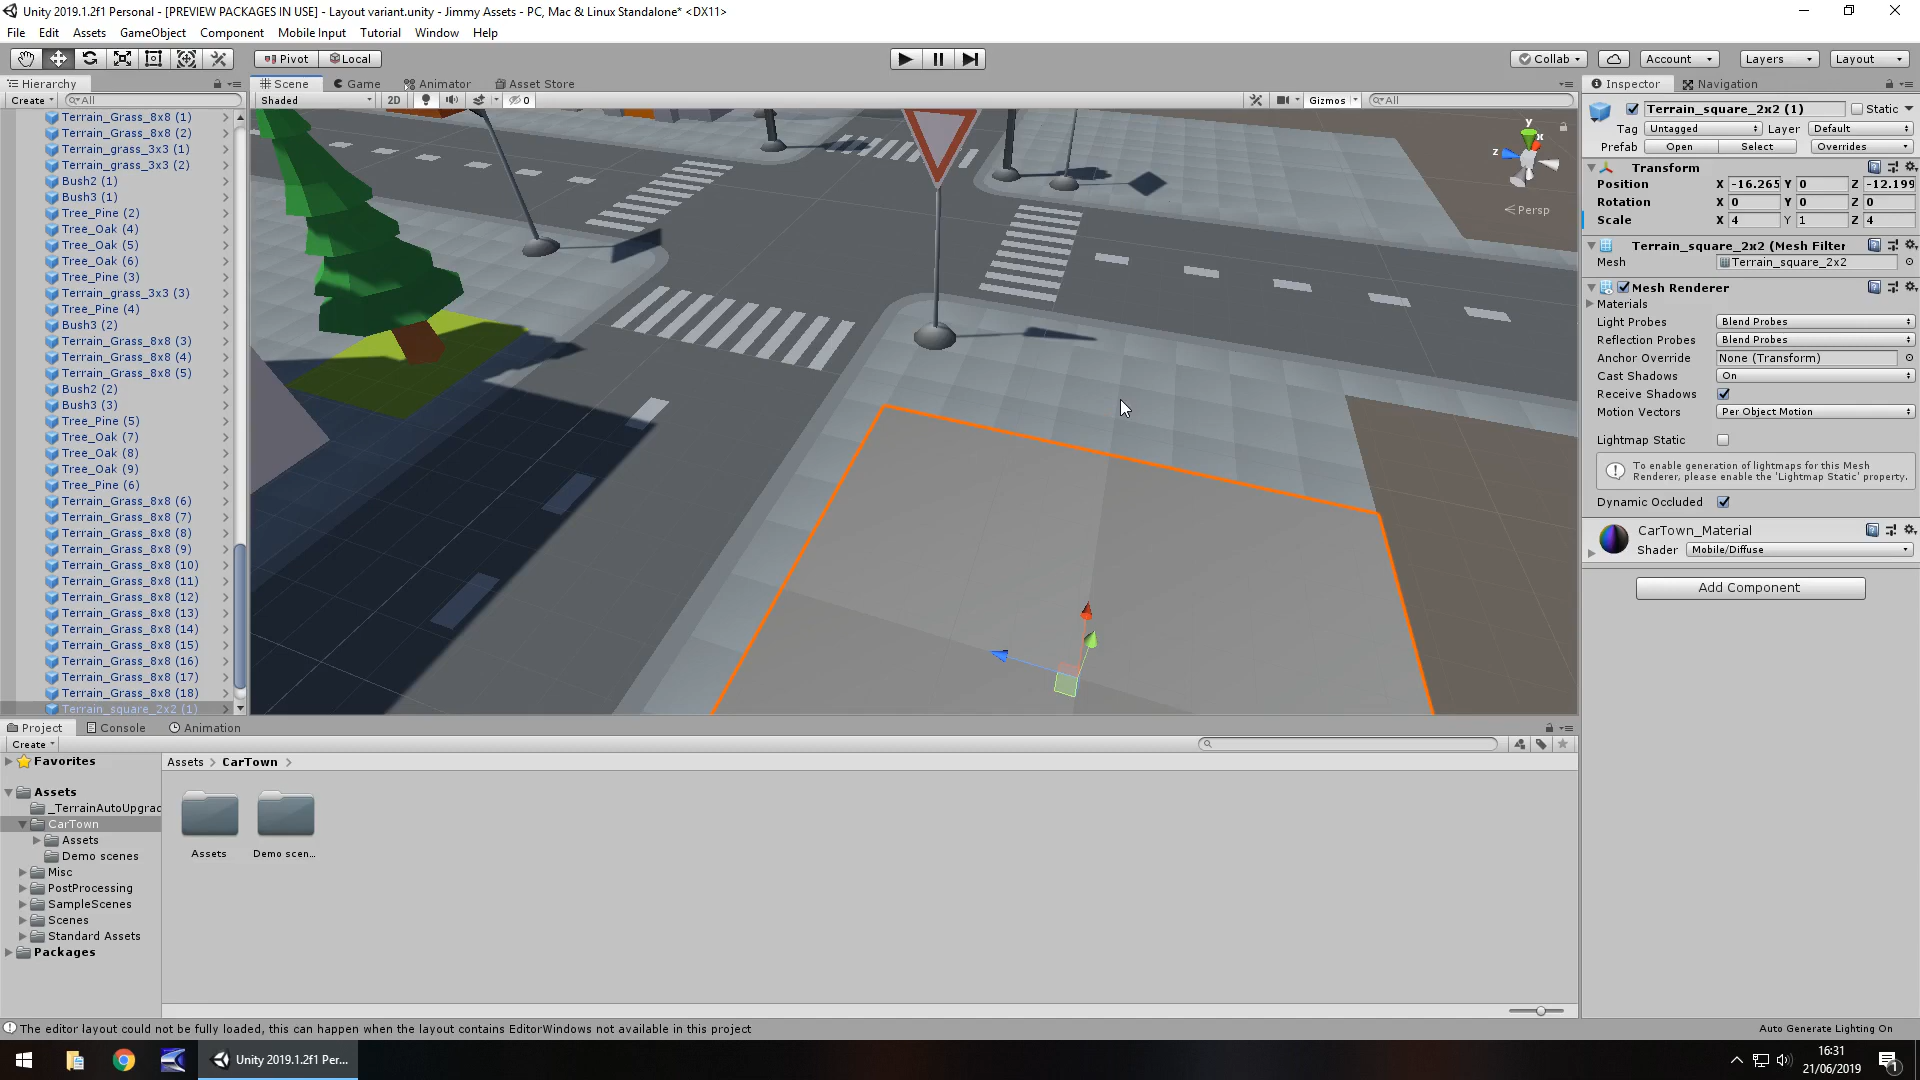 Unity 2019.1.2f1 Personal - [PREVIEW PACKAGES IN USE] - Layout variant.unity - Jimmy Assets - PC, Mac & Linux Standalone* <DX11>
File Edit Assets GameObject Component Mobile Input Tutorial Window Help
Pivot Local Collab Account Layers Layout
Hierarchy Scene Game Animator Asset Store Inspector Navigation
Create All Shaded 2D 0 Gizmos All
Terrain_Grass_8x8 (1)
Terrain_Grass_8x8 (2)
Terrain_grass_3x3 (1)
Terrain_grass_3x3 (2)
Bush2 (1)
Bush3 (1)
Tree_Pine (2)
Tree_Oak (4)
Tree_Oak (5)
Tree_Oak (6)
Tree_Pine (3)
Terrain_grass_3x3 (3)
Tree_Pine (4)
Bush3 (2)
Terrain_Grass_8x8 (3)
Terrain_Grass_8x8 (4)
Terrain_Grass_8x8 (5)
Bush2 (2)
Bush3 (3)
Tree_Pine (5)
Tree_Oak (7)
Tree_Oak (8)
Tree_Oak (9)
Tree_Pine (6)
Terrain_Grass_8x8 (6)
Terrain_Grass_8x8 (7)
Terrain_Grass_8x8 (8)
Terrain_Grass_8x8 (9)
Terrain_Grass_8x8 (10)
Terrain_Grass_8x8 (11)
Terrain_Grass_8x8 (12)
Terrain_Grass_8x8 (13)
Terrain_Grass_8x8 (14)
Terrain_Grass_8x8 (15)
Terrain_Grass_8x8 (16)
Terrain_Grass_8x8 (17)
Terrain_Grass_8x8 (18)
Terrain_square_2x2 (1)
y
x
z
Persp
Terrain_square_2x2 (1) Static
Tag Untagged Layer Default
Prefab Open Select Overrides
Transform
Position X -16.265 Y 0 Z -12.199
Rotation X 0 Y 0 Z 0
Scale X 4 Y 1 Z 4
Terrain_square_2x2 (Mesh Filter
Mesh Terrain_square_2x2
Mesh Renderer
Materials
Light Probes Blend Probes
Reflection Probes Blend Probes
Anchor Override None (Transform)
Cast Shadows On
Receive Shadows
Motion Vectors Per Object Motion
Lightmap Static
To enable generation of lightmaps for this Mesh
Renderer, please enable the 'Lightmap Static' property.
Dynamic Occluded
CarTown_Material
Shader Mobile/Diffuse
Add Component
Project Console Animation
Create
Favorites
Assets
_TerrainAutoUpgrad
CarTown
Assets
Demo scenes
Misc
PostProcessing
SampleScenes
Scenes
Standard Assets
Packages
Assets > CarTown >
Assets
Demo scen...
The editor layout could not be fully loaded, this can happen when the layout contains EditorWindows not available in this project
Auto Generate Lighting On
Unity 2019.1.2f1 Per...
16:31
21/06/2019
1